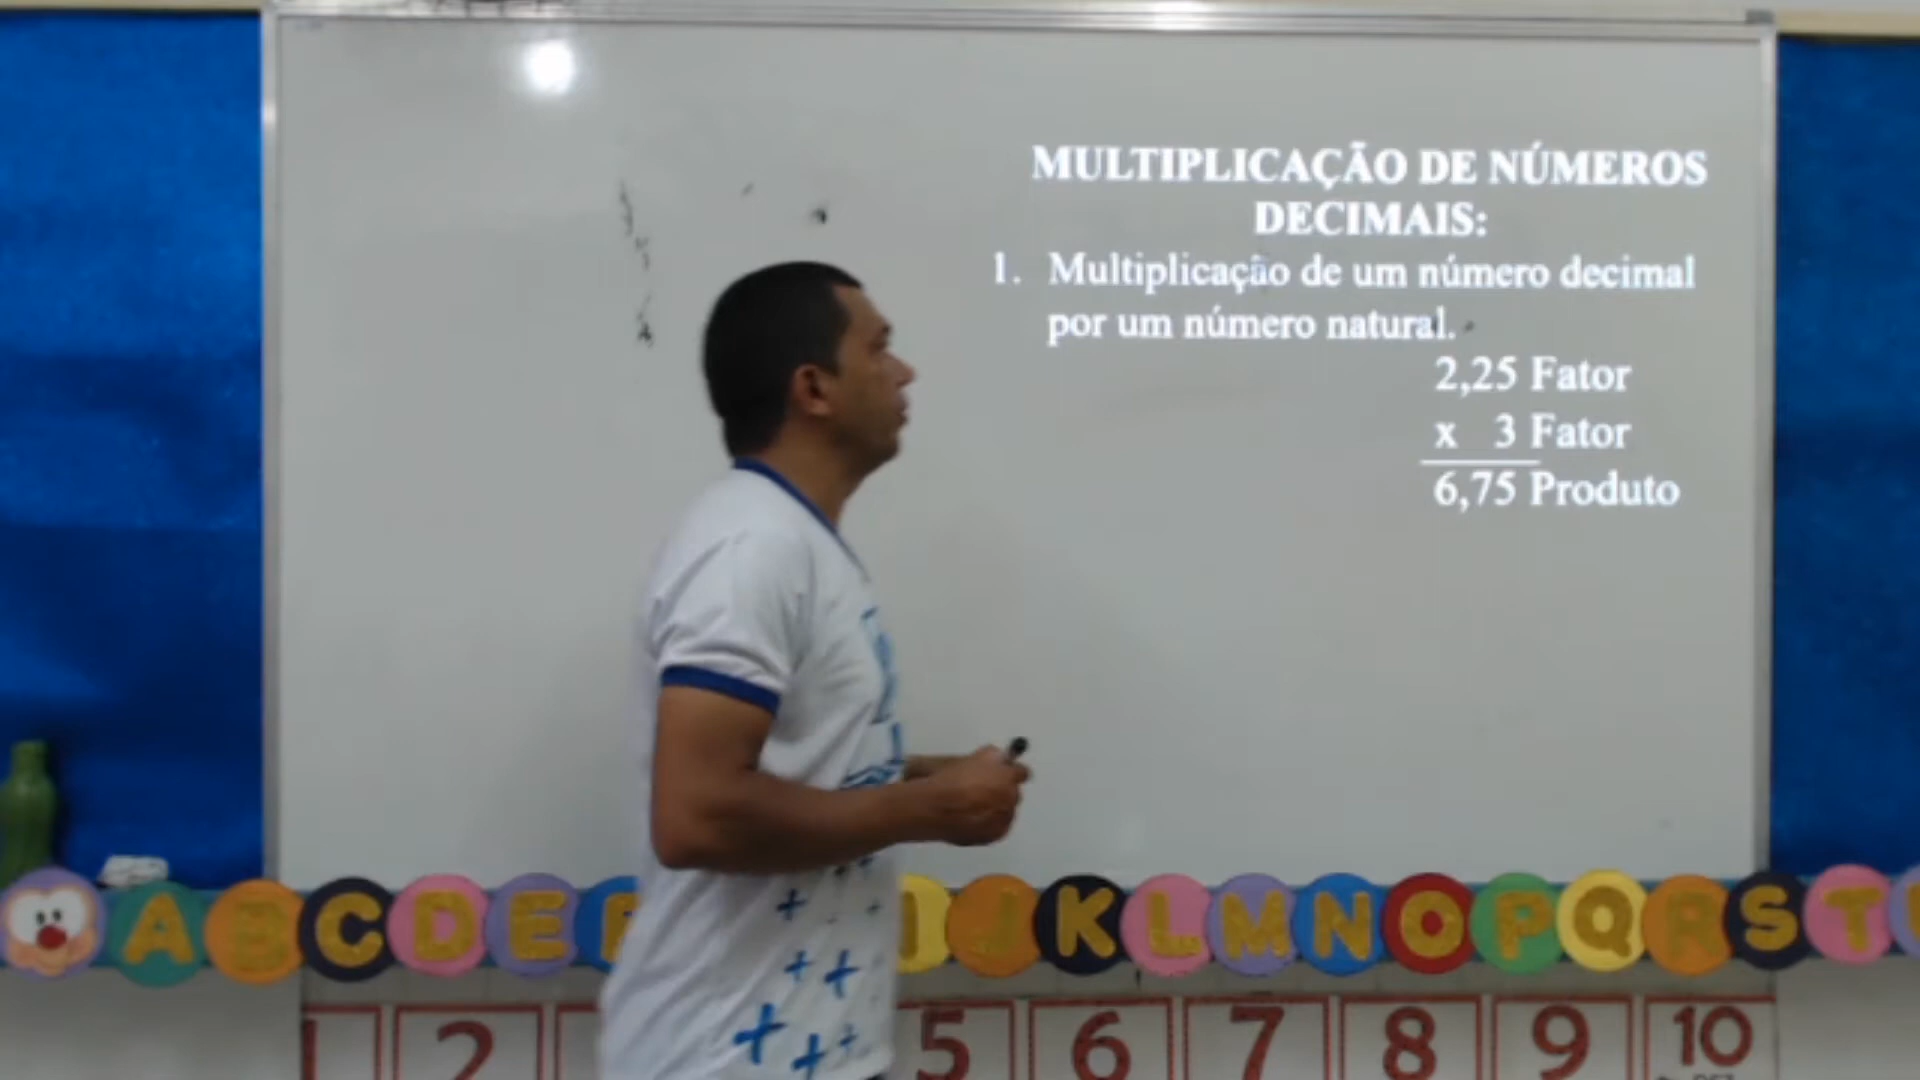 MULTIPLICAÇÃO DE NÚMEROS
DECIMAIS:
1. Multiplicação de um número decimal
por um número natural.
2,25 Fator
x 3 Fator
6,75 Produto
A B C D E J K L M N O P Q R S T
1 2 5 6 7 8 9 10